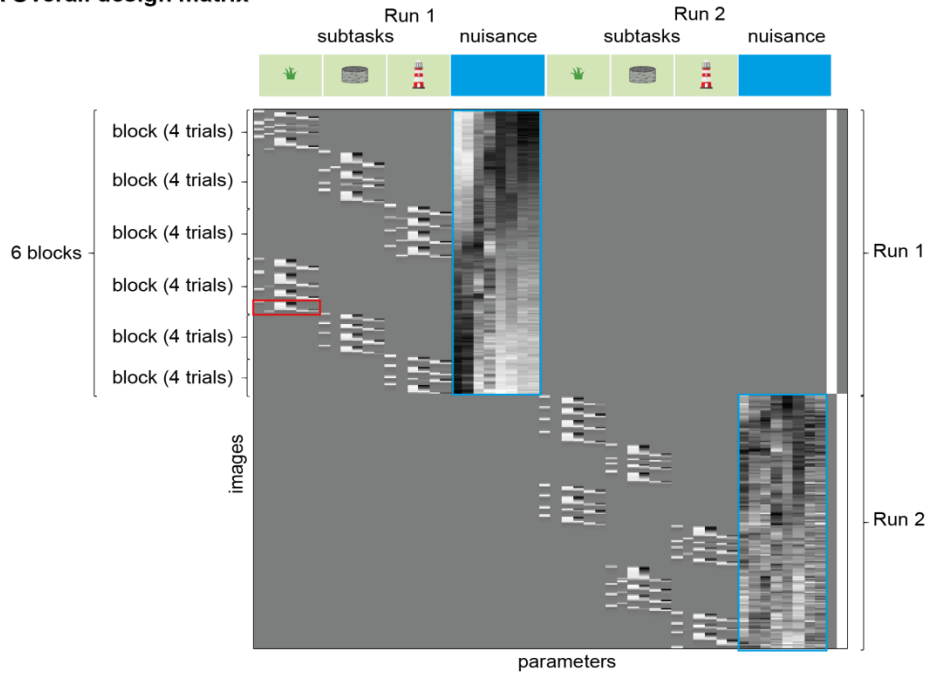 Overall design matrix
Run 1
Run 2
subtasks
nuisance
subtasks
nuisance
block (4 trials)
block (4 trials)
block (4 trials)
6 blocks
block (4 trials)
block (4 trials)
block (4 trials)
Run 1
images
Run 2
parameters